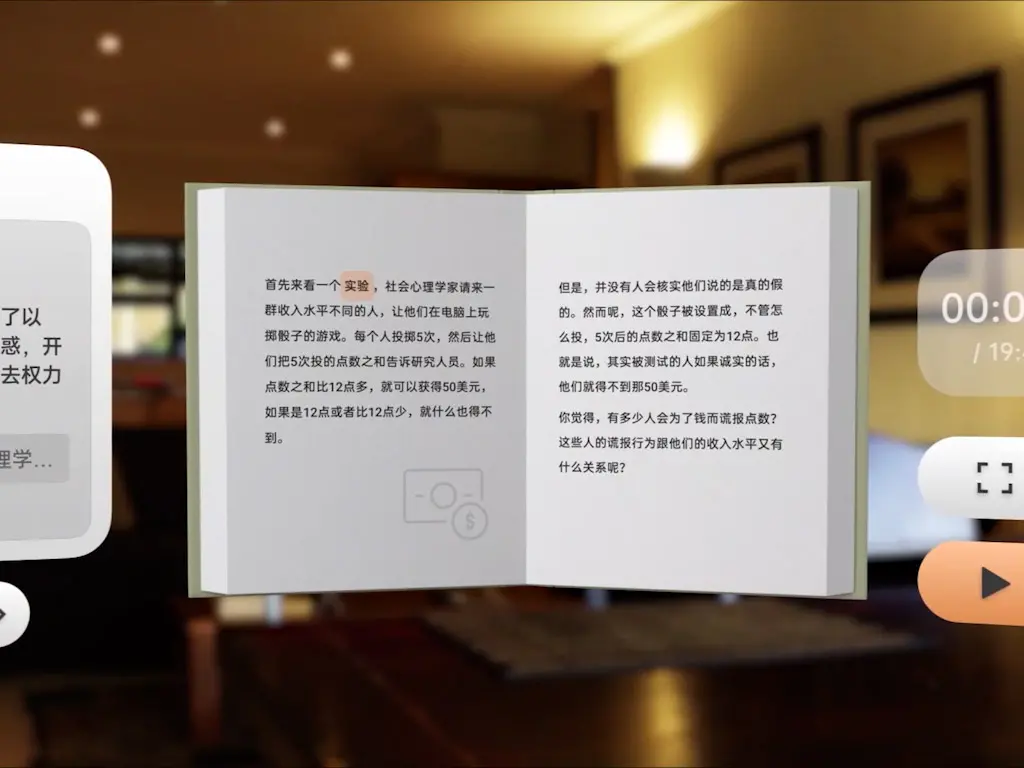 了以
惑，开
去权力
理学...
首先来看一个 实验 ，社会心理学家请来一
群收入水平不同的人，让他们在电脑上玩
掷骰子的游戏。每个人投掷5次，然后让他
们把5次投的点数之和告诉研究人员。如果
点数之和比12点多，就可以获得50美元，
如果是12点或者比12点少，就什么也得不
到。
$
但是，并没有人会核实他们说的是真的假
的。然而呢，这个骰子被设置成，不管怎
么投，5次后的点数之和固定为12点。也
就是说，其实被测试的人如果诚实的话，
他们就得不到那50美元。
你觉得，有多少人会为了钱而谎报点数？
这些人的谎报行为跟他们的收入水平又有
什么关系呢？
00:0
/ 19: